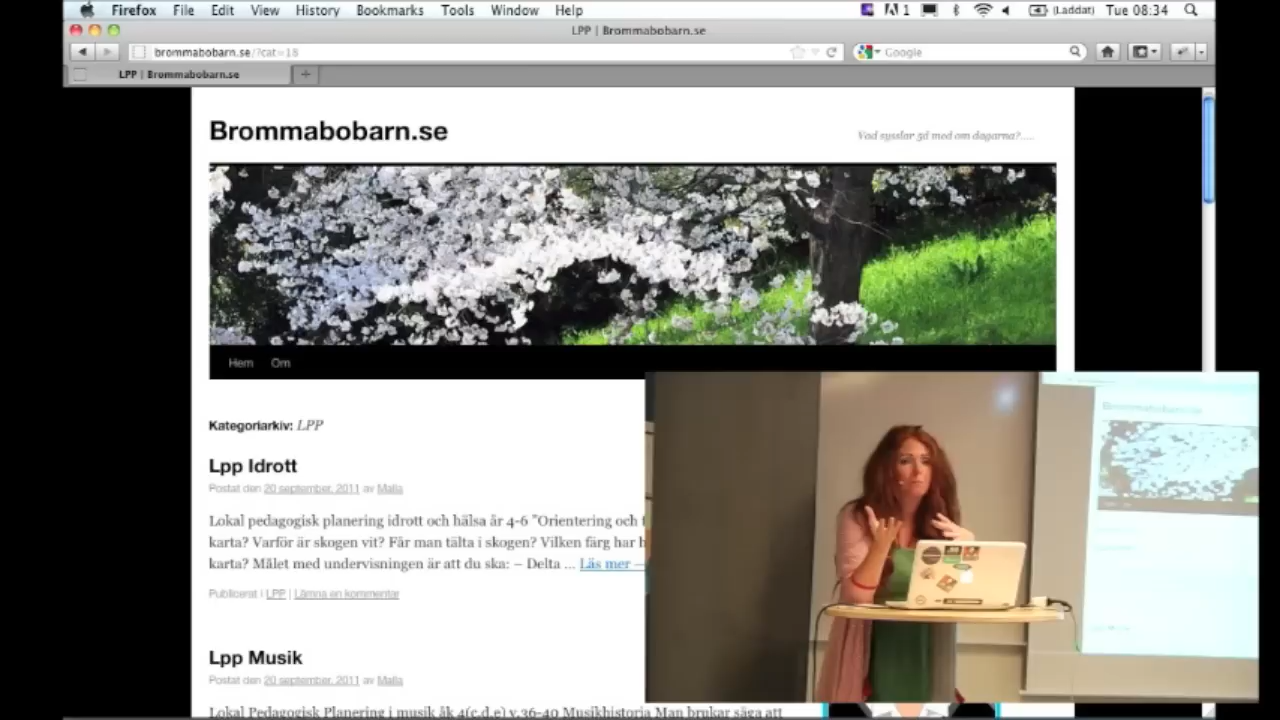 Firefox File Edit View History Bookmarks Tools Window Help 1 (Laddat) Tue 08:34
LPP | Brommabobarn.se
brommabobarn.se/?cat=18 Google
LPP | Brommabobarn.se
Brommabobarn.se
Vad sysslar 5d med om dagarna?....
Hem Om
Kategoriarkiv: LPP
Lpp Idrott
Postat den 20 september, 2011 av Malla
Lokal pedagogisk planering idrott och hälsa år 4-6 "Orientering och
karta? Varför är skogen vit? Får man tälta i skogen? Vilken färg har
karta? Målet med undervisningen är att du ska: – Delta ... Läs mer
Publicerat i LPP | Lämna en kommentar
Lpp Musik
Postat den 20 september, 2011 av Malla
Lokal Pedagogisk Planering i musik åk 4(c,d,e) v.36-40 Musikhistoria Man brukar säga att